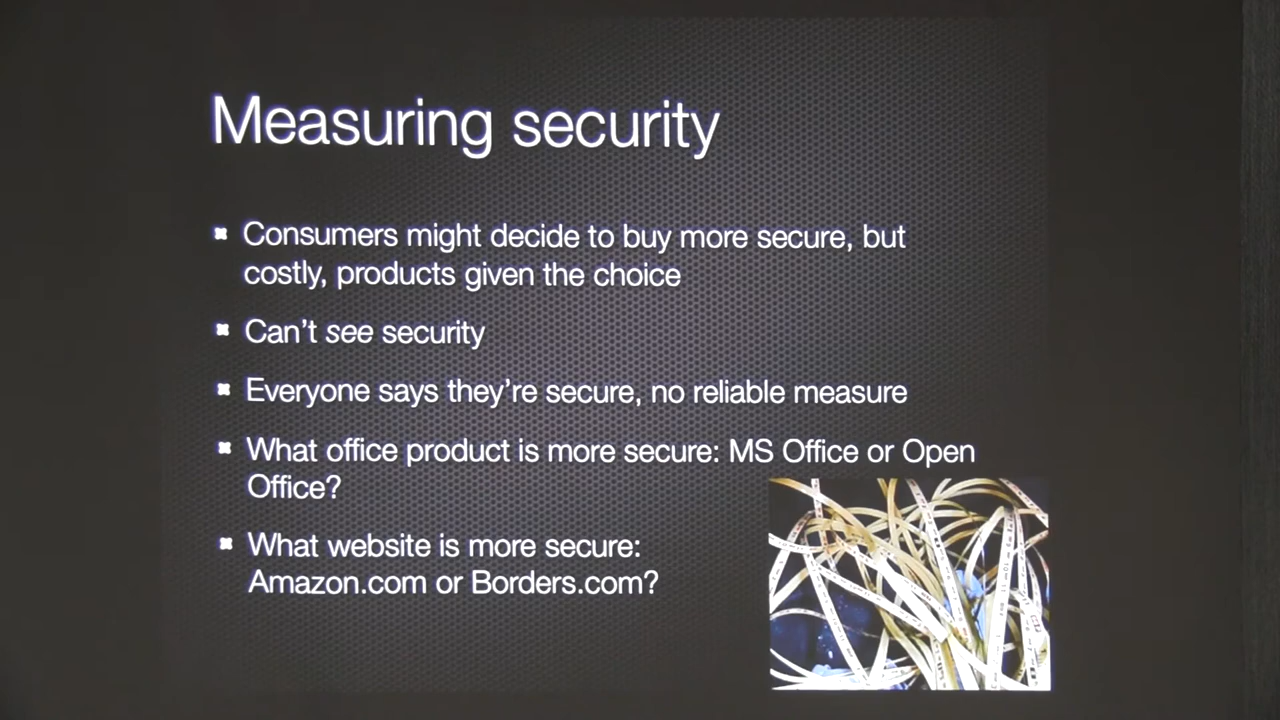 Measuring security
Consumers might decide to buy more secure, but
costly, products given the choice
Can't see security
Everyone says they're secure, no reliable measure
What office product is more secure: MS Office or Open
Office?
What website is more secure:
Amazon.com or Borders.com?